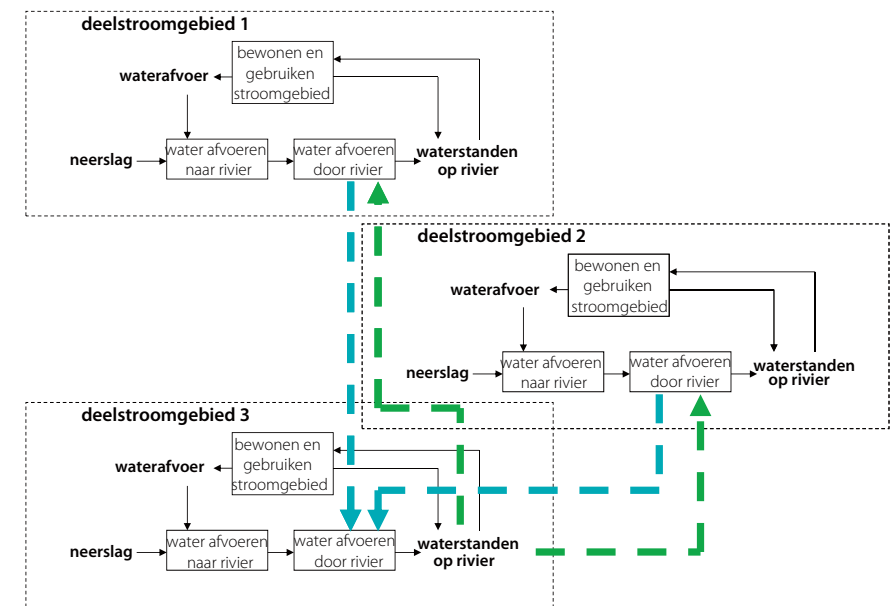 deelstroomgebied 1
bewonen en
gebruiken
stroomgebied
waterafvoer
neerslag
water afvoeren
naar rivier
water afvoeren
door rivier
waterstanden
op rivier
deelstroomgebied 2
bewonen en
gebruiken
stroomgebied
waterafvoer
neerslag
water afvoeren
naar rivier
water afvoeren
door rivier
waterstanden
op rivier
deelstroomgebied 3
bewonen en
gebruiken
stroomgebied
waterafvoer
neerslag
water afvoeren
naar rivier
water afvoeren
door rivier
waterstanden
op rivier